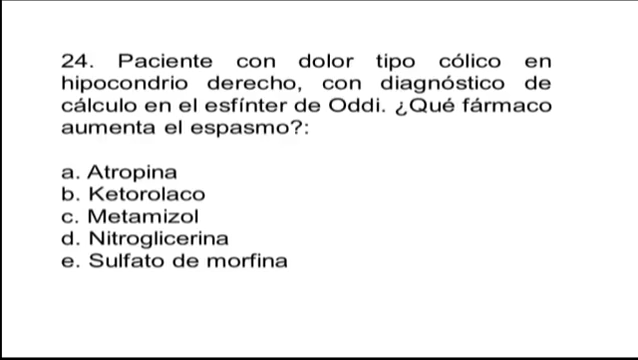 24. Paciente con dolor tipo cólico en
hipocondrio derecho, con diagnóstico de
cálculo en el esfínter de Oddi. ¿Qué fármaco
aumenta el espasmo?:
a. Atropina
b. Ketorolaco
c. Metamizol
d. Nitroglicerina
e. Sulfato de morfina